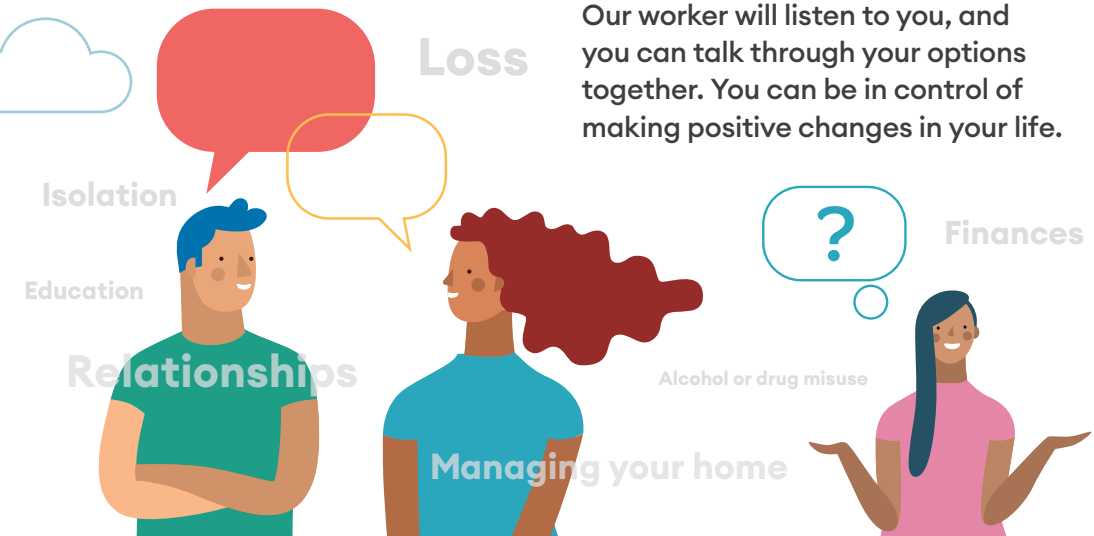 Our worker will listen to you, and
you can talk through your options
together. You can be in control of
making positive changes in your life.
Loss
Isolation
?
Finances
Education
Relationships
Alcohol or drug misuse
Managing your home